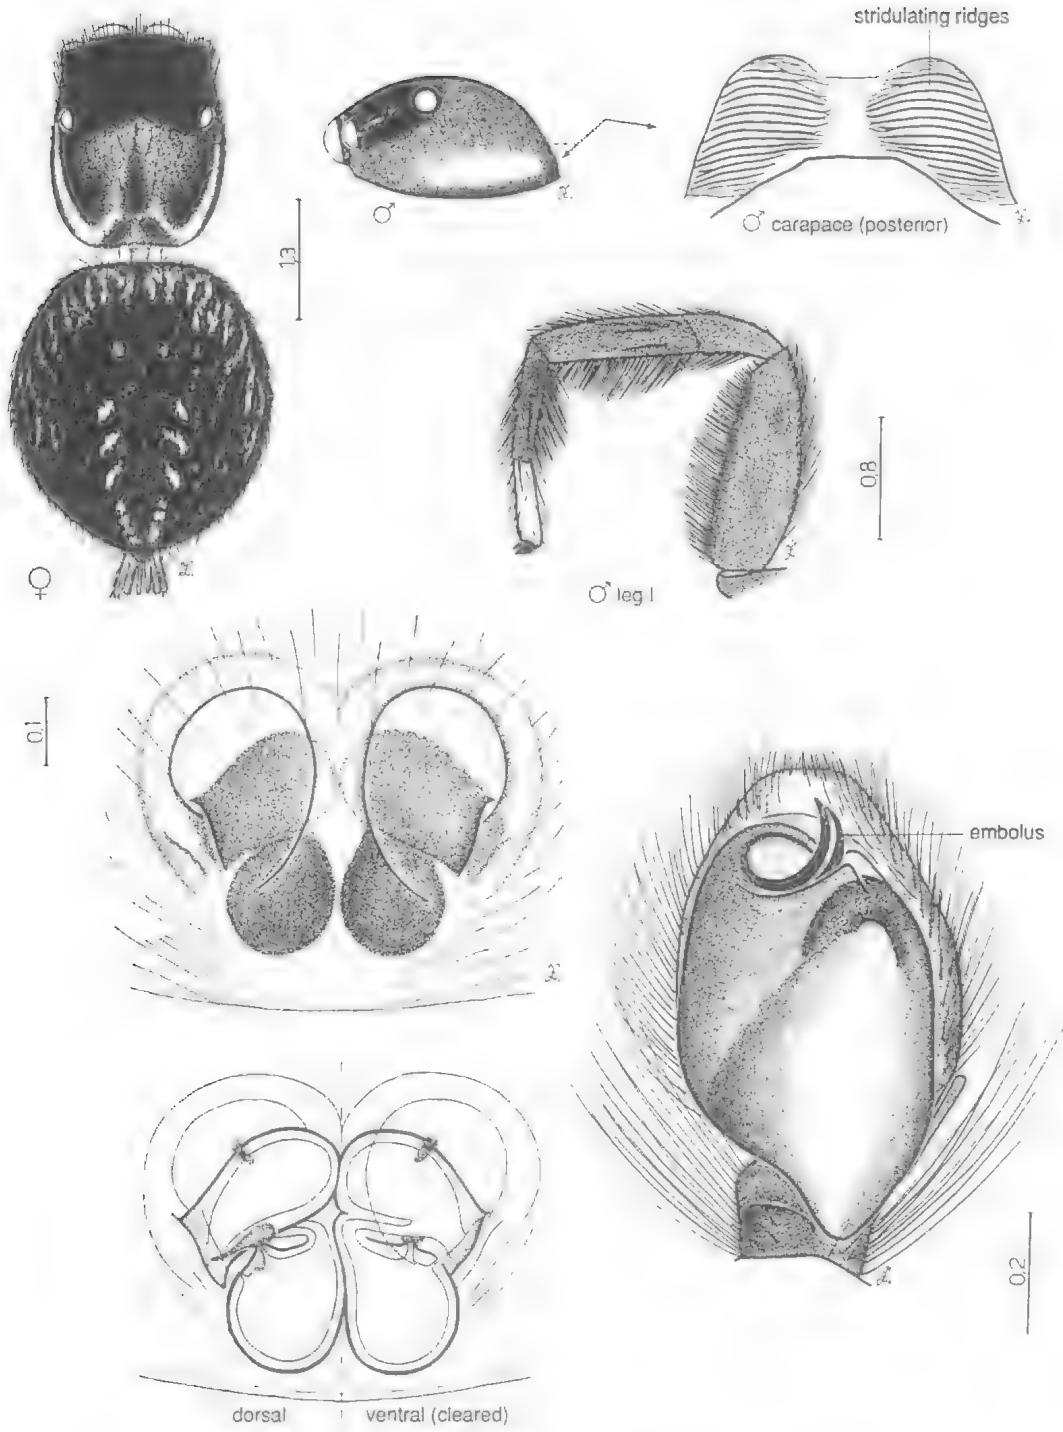 stridulating ridges
♂
♂ carapace (posterior)
1,3
0,8
♀
♂ leg I
0,1
embolus
0,2
dorsal
ventral (cleared)